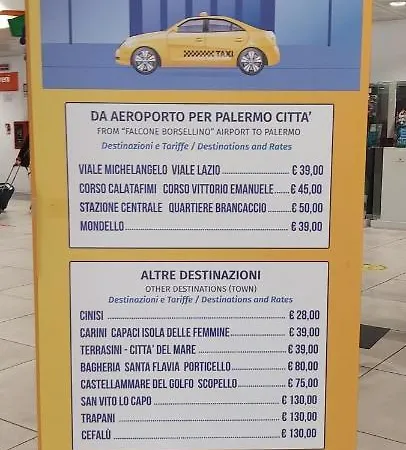 TAXI
DA AEROPORTO PER PALERMO CITTA'
FROM "FALCONE BORSELLINO" AIRPORT TO PALERMO
Destinazioni e Tariffe / Destinations and Rates
VIALE MICHELANGELO VIALE LAZIO € 39,00
CORSO CALATAFIMI CORSO VITTORIO EMANUELE € 45,00
STAZIONE CENTRALE QUARTIERE BRANCACCIO € 50,00
MONDELLO € 39,00
ALTRE DESTINAZIONI
OTHER DESTINATIONS (TOWN)
Destinazioni e Tariffe / Destinations and Rates
CINISI € 28,00
CARINI CAPACI ISOLA DELLE FEMMINE € 39,00
TERRASINI - CITTA' DEL MARE € 39,00
BAGHERIA SANTA FLAVIA PORTICELLO € 80,00
CASTELLAMMARE DEL GOLFO SCOPELLO € 75,00
SAN VITO LO CAPO € 130,00
TRAPANI € 130,00
CEFALÙ € 130,00